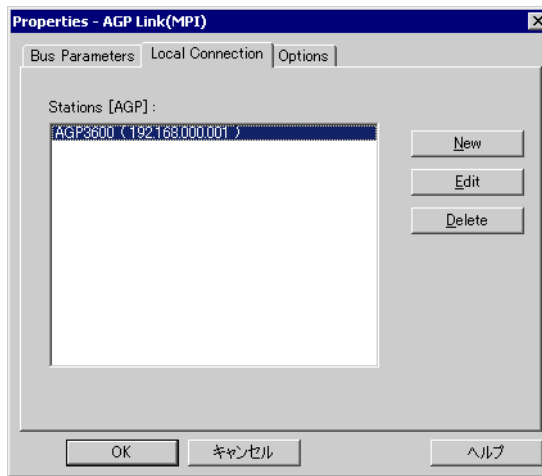 Properties - AGP Link(MPI)
Bus Parameters Local Connection Options
Stations [AGP] :
AGP3600 ( 192.168.000.001 )
New
Edit
Delete
OK キャンセル ヘルプ